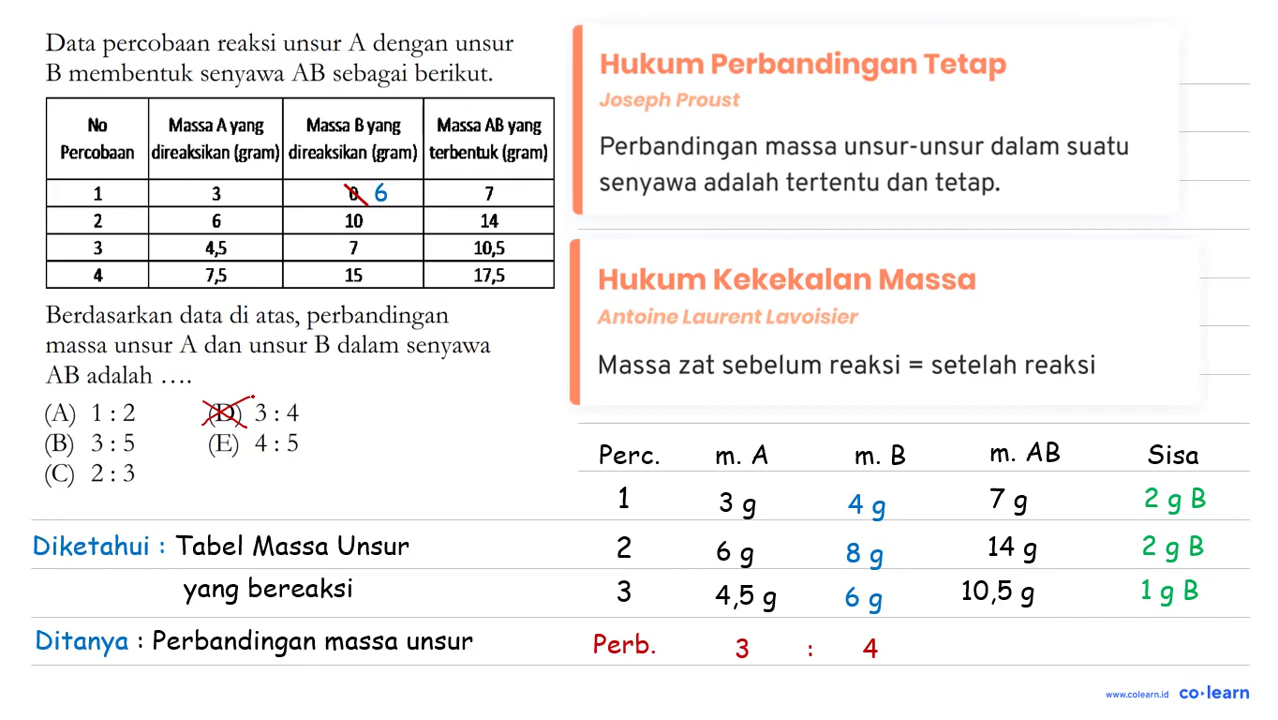 Data percobaan reaksi unsur A dengan unsur
B membentuk senyawa AB sebagai berikut.
No Percobaan | Massa A yang direaksikan (gram) | Massa B yang direaksikan (gram) | Massa AB yang terbentuk (gram)
1 | 3 | 0 6 | 7
2 | 6 | 10 | 14
3 | 4,5 | 7 | 10,5
4 | 7,5 | 15 | 17,5
Berdasarkan data di atas, perbandingan
massa unsur A dan unsur B dalam senyawa
AB adalah ....
(A) 1 : 2 (D) 3 : 4
(B) 3 : 5 (E) 4 : 5
(C) 2 : 3
Hukum Perbandingan Tetap
Joseph Proust
Perbandingan massa unsur-unsur dalam suatu
senyawa adalah tertentu dan tetap.
Hukum Kekekalan Massa
Antoine Laurent Lavoisier
Massa zat sebelum reaksi = setelah reaksi
Diketahui : Tabel Massa Unsur
yang bereaksi
Ditanya : Perbandingan massa unsur
Perc. m. A m. B m. AB Sisa
1 3 g 4 g 7 g 2 g B
2 6 g 8 g 14 g 2 g B
3 4,5 g 6 g 10,5 g 1 g B
Perb. 3 : 4
www.colearn.id co·learn